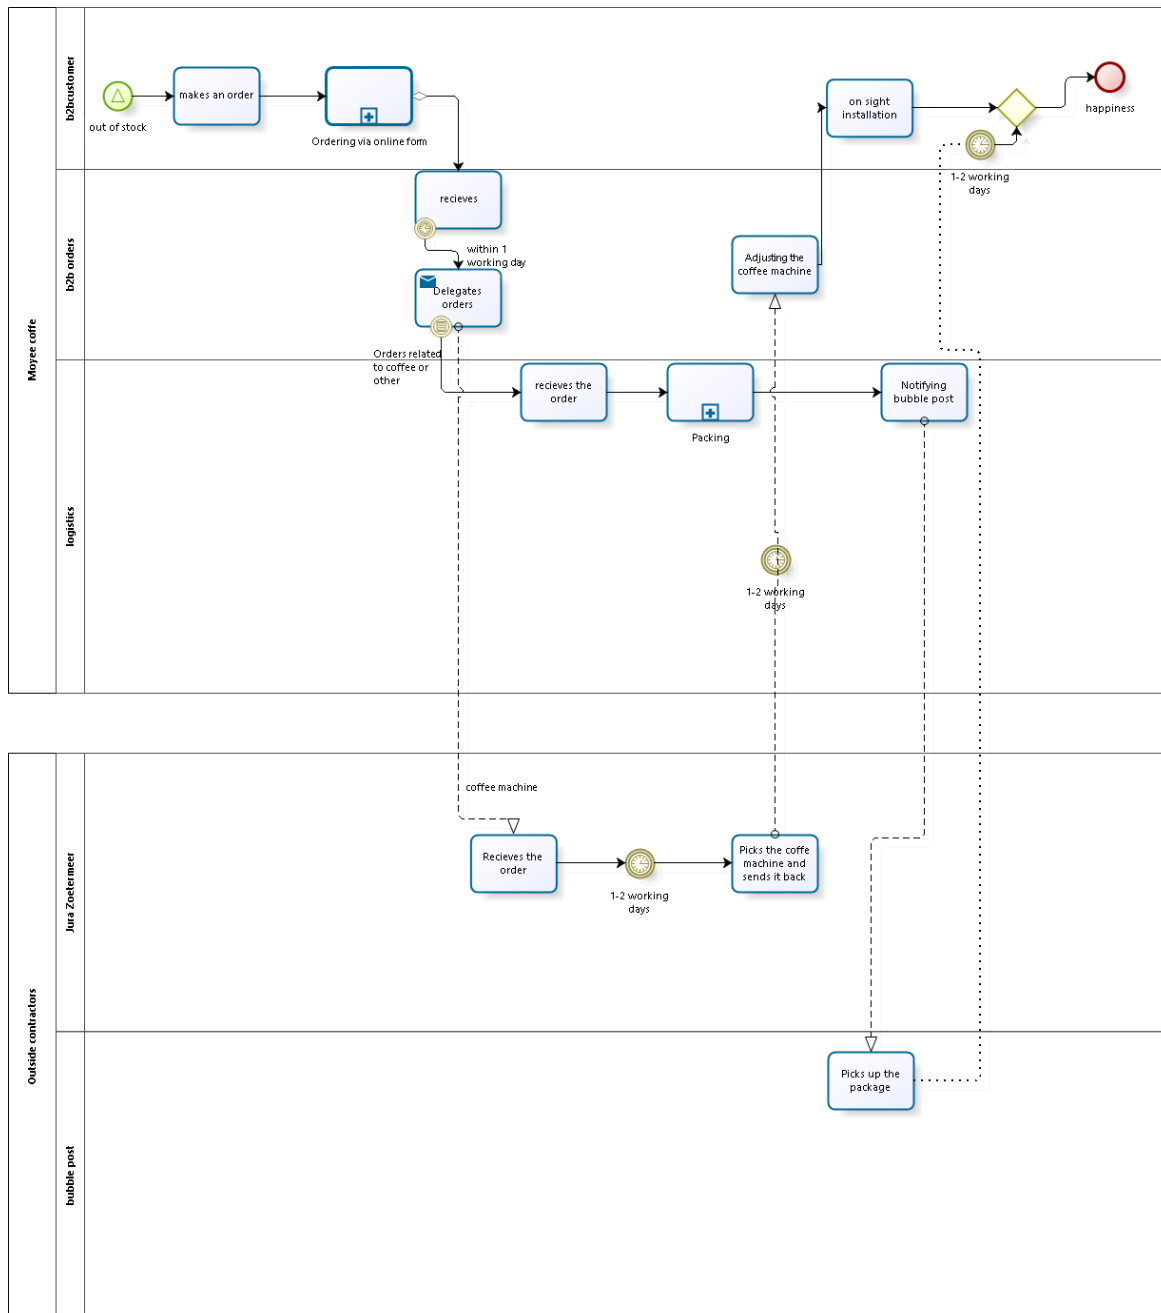 Moyee coffe
b2bcustomer
out of stock
makes an order
Ordering via online form
on sight
installation
happiness
1-2 working
days
b2b orders
recieves
within 1
working day
Delegates
orders
Adjusting the
coffee machine
Orders related
to coffee or
other
logistics
recieves the
order
Packing
Notifying
bubble post
1-2 working
days
Outside contractors
Jura Zoetermeer
coffee machine
Recieves the
order
1-2 working
days
Picks the coffe
machine and
sends it back
bubble post
Picks up the
package